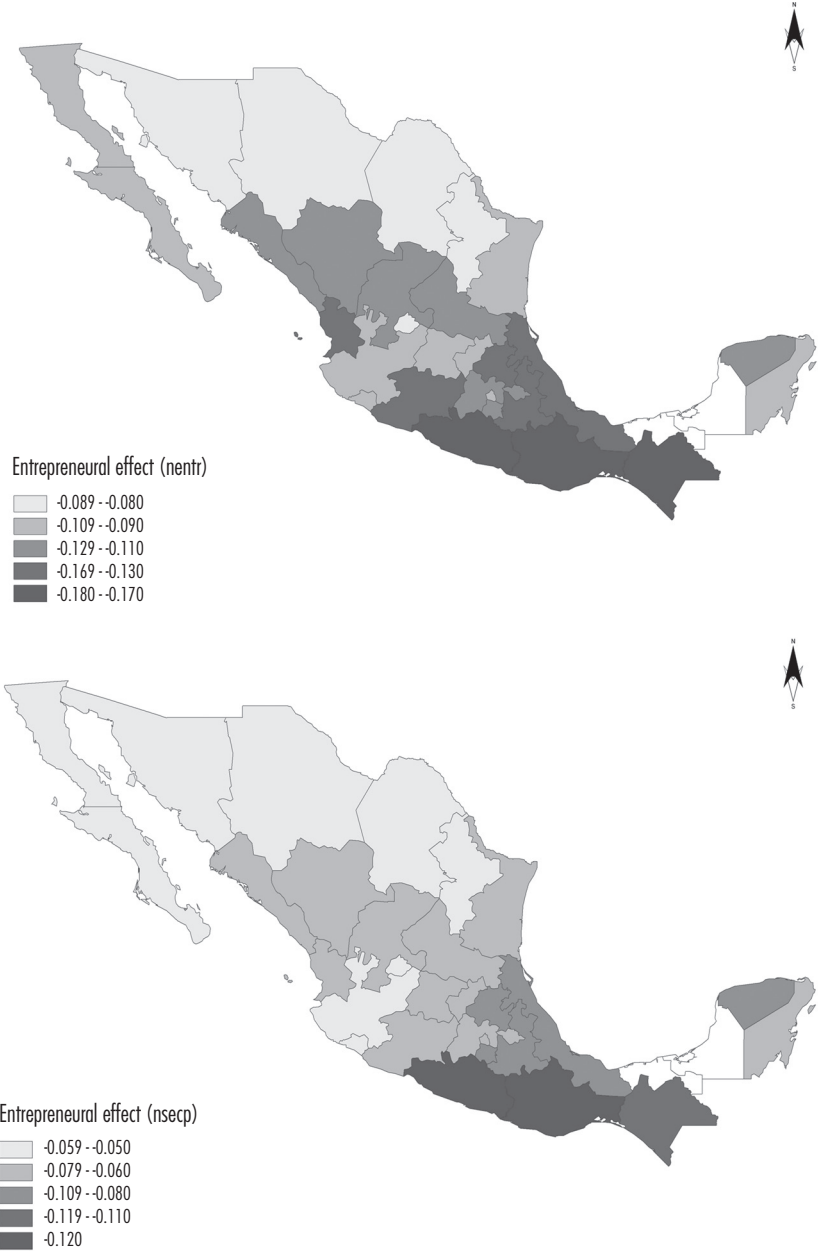 N
S
Entrepreneural effect (nentr)
-0.089 - -0.080
-0.109 - -0.090
-0.129 - -0.110
-0.169 - -0.130
-0.180 - -0.170
N
S
Entrepreneural effect (nsecp)
-0.059 - -0.050
-0.079 - -0.060
-0.109 - -0.080
-0.119 - -0.110
-0.120